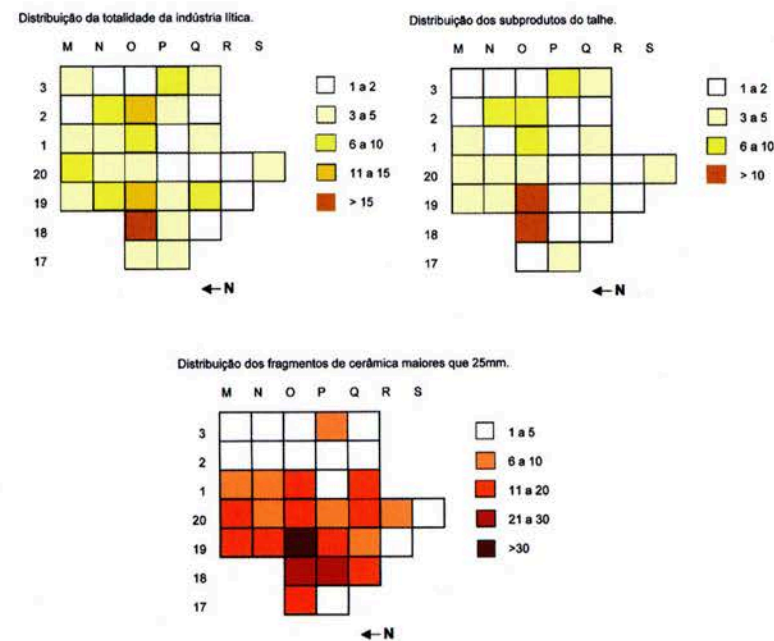 Distribuição da totalidade da indústria lítica.
M N O P Q R S
3
2
1
20
19
18
17
1 a 2
3 a 5
6 a 10
11 a 15
> 15
N
Distribuição dos subprodutos do talhe.
M N O P Q R S
3
2
1
20
19
18
17
1 a 2
3 a 5
6 a 10
> 10
N
Distribuição dos fragmentos de cerâmica maiores que 25mm.
M N O P Q R S
3
2
1
20
19
18
17
1 a 5
6 a 10
11 a 20
21 a 30
>30
N